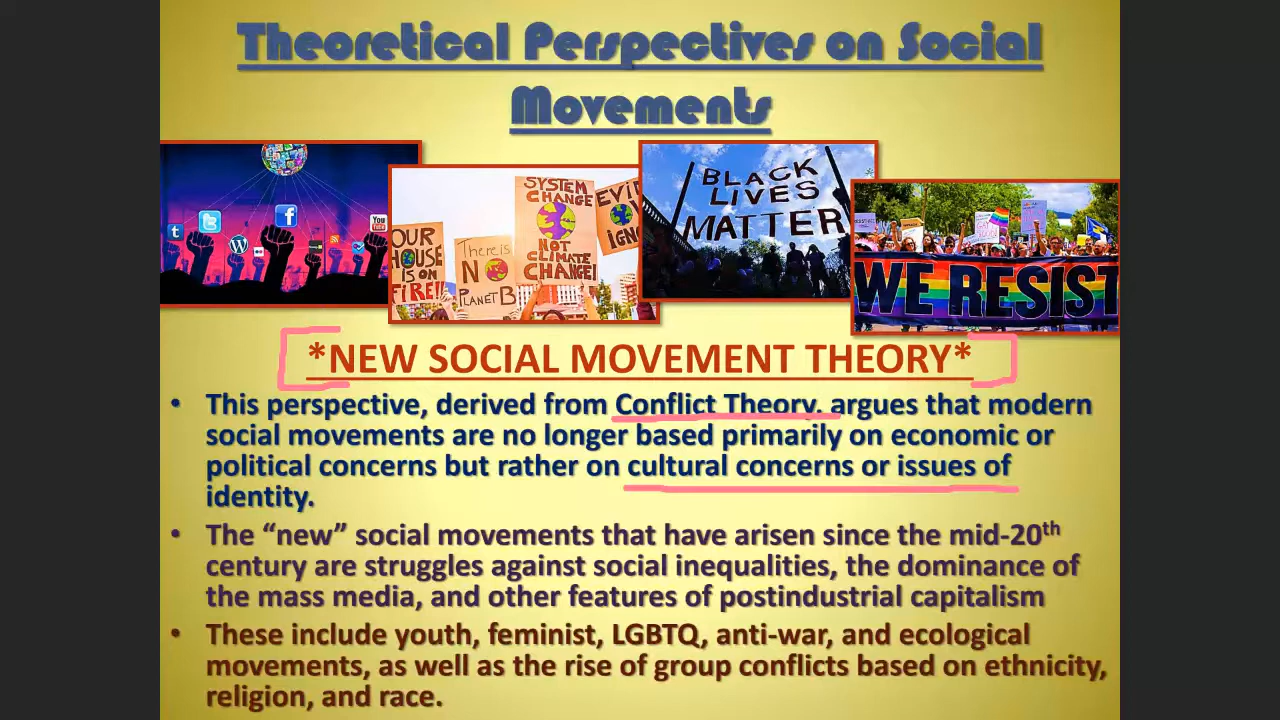 Theoretical Perspectives on Social
Movements
t
f
You
SYSTEM
CHANGE
NOT
CLIMATE
CHANGE!
OUR
HOUSE
IS ON
FIRE!!
There is
NO
PLANET B
BLACK
LIVES
MATTER
WE RESIST
*NEW SOCIAL MOVEMENT THEORY*
• This perspective, derived from Conflict Theory, argues that modern
social movements are no longer based primarily on economic or
political concerns but rather on cultural concerns or issues of
identity.
• The “new” social movements that have arisen since the mid-20th
century are struggles against social inequalities, the dominance of
the mass media, and other features of postindustrial capitalism
• These include youth, feminist, LGBTQ, anti-war, and ecological
movements, as well as the rise of group conflicts based on ethnicity,
religion, and race.